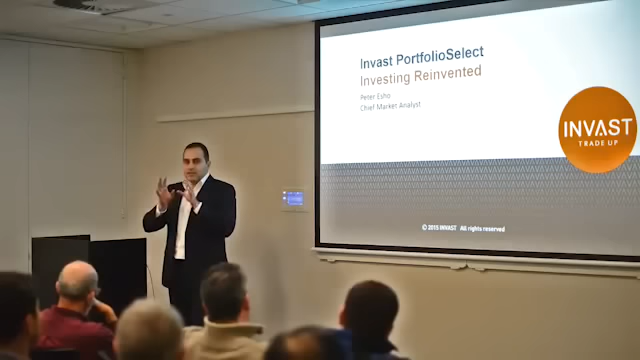 Invast PortfolioSelect
Investing Reinvented
Peter Esho
Chief Market Analyst
INVAST
TRADE UP
© 2015 INVAST All rights reserved